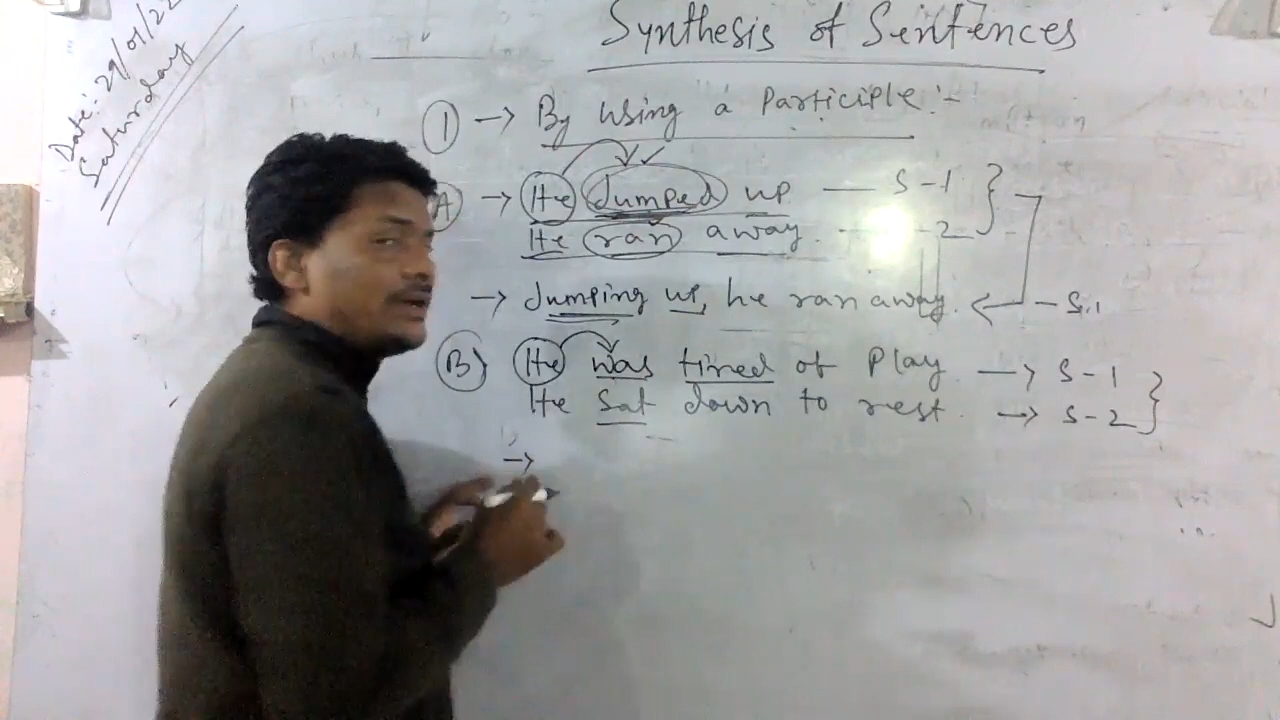 Date:- 29/01/22
Saturday
Synthesis of Sentences
1 → By using a Participle :-
A → He Jumped up — S-1
He ran away. — -2
→ Jumping up, he ran away. ← — S.1
B) He was tired of Play. → S-1
He Sat down to rest. → S-2
→